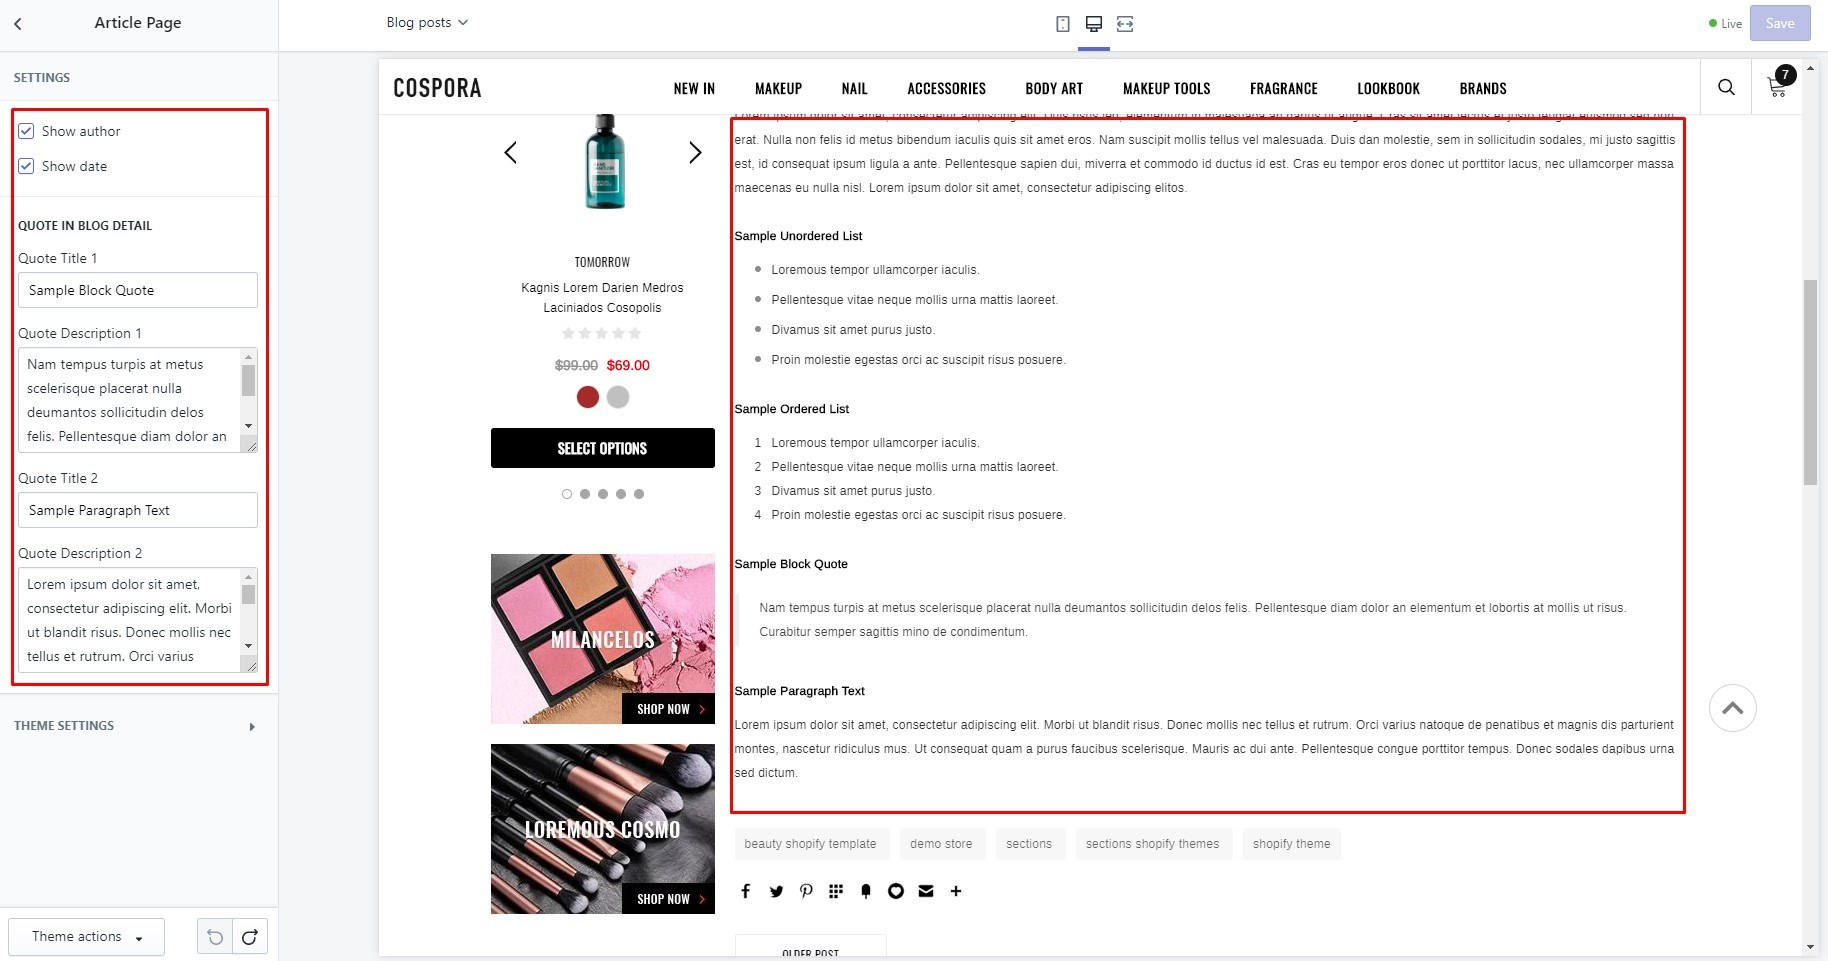 Article Page
Blog posts
Live
Save
SETTINGS
Show author
Show date
QUOTE IN BLOG DETAIL
Quote Title 1
Sample Block Quote
Quote Description 1
Nam tempus turpis at metus
scelerisque placerat nulla
deumantos sollicitudin delos
felis. Pellentesque diam dolor an
Quote Title 2
Sample Paragraph Text
Quote Description 2
Lorem ipsum dolor sit amet,
consectetur adipiscing elit. Morbi
ut blandit risus. Donec mollis nec
tellus et rutrum. Orci varius
THEME SETTINGS
Theme actions
COSPORA
NEW IN
MAKEUP
NAIL
ACCESSORIES
BODY ART
MAKEUP TOOLS
FRAGRANCE
LOOKBOOK
BRANDS
7
TOMORROW
Kagnis Lorem Darien Medros
Laciniados Cosopolis
$99.00 $69.00
SELECT OPTIONS
MILANCELOS
SHOP NOW
LOREMOUS COSMO
SHOP NOW
erat. Nulla non felis id metus bibendum iaculis quis sit amet eros. Nam suscipit mollis tellus vel malesuada. Duis dan molestie, sem in sollicitudin sodales, mi justo sagittis
est, id consequat ipsum ligula a ante. Pellentesque sapien dui, miverra et commodo id ductus id est. Cras eu tempor eros donec ut porttitor lacus, nec ullamcorper massa
maecenas eu nulla nisl. Lorem ipsum dolor sit amet, consectetur adipiscing elitos.
Sample Unordered List
Loremous tempor ullamcorper iaculis.
Pellentesque vitae neque mollis urna mattis laoreet.
Divamus sit amet purus justo.
Proin molestie egestas orci ac suscipit risus posuere.
Sample Ordered List
1 Loremous tempor ullamcorper iaculis.
2 Pellentesque vitae neque mollis urna mattis laoreet.
3 Divamus sit amet purus justo.
4 Proin molestie egestas orci ac suscipit risus posuere.
Sample Block Quote
Nam tempus turpis at metus scelerisque placerat nulla deumantos sollicitudin delos felis. Pellentesque diam dolor an elementum et lobortis at mollis ut risus.
Curabitur semper sagittis mino de condimentum.
Sample Paragraph Text
Lorem ipsum dolor sit amet, consectetur adipiscing elit. Morbi ut blandit risus. Donec mollis nec tellus et rutrum. Orci varius natoque de penatibus et magnis dis parturient
montes, nascetur ridiculus mus. Ut consequat quam a purus faucibus scelerisque. Mauris ac dui ante. Pellentesque congue porttitor tempus. Donec sodales dapibus urna
sed dictum.
beauty shopify template
demo store
sections
sections shopify themes
shopify theme
OLDER POST